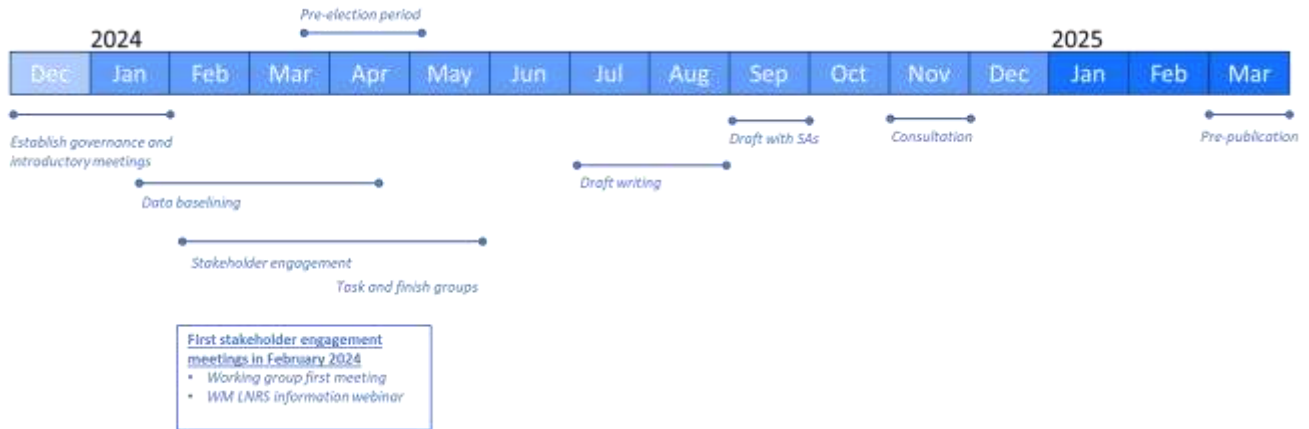 Pre-election period
2024
2025
Dec Jan Feb Mar Apr May Jun Jul Aug Sep Oct Nov Dec Jan Feb Mar
Establish governance and
introductory meetings
Draft with SAs
Consultation
Pre-publication
Data baselining
Draft writing
Stakeholder engagement
Task and finish groups
First stakeholder engagement
meetings in February 2024
• Working group first meeting
• WM LNRS information webinar